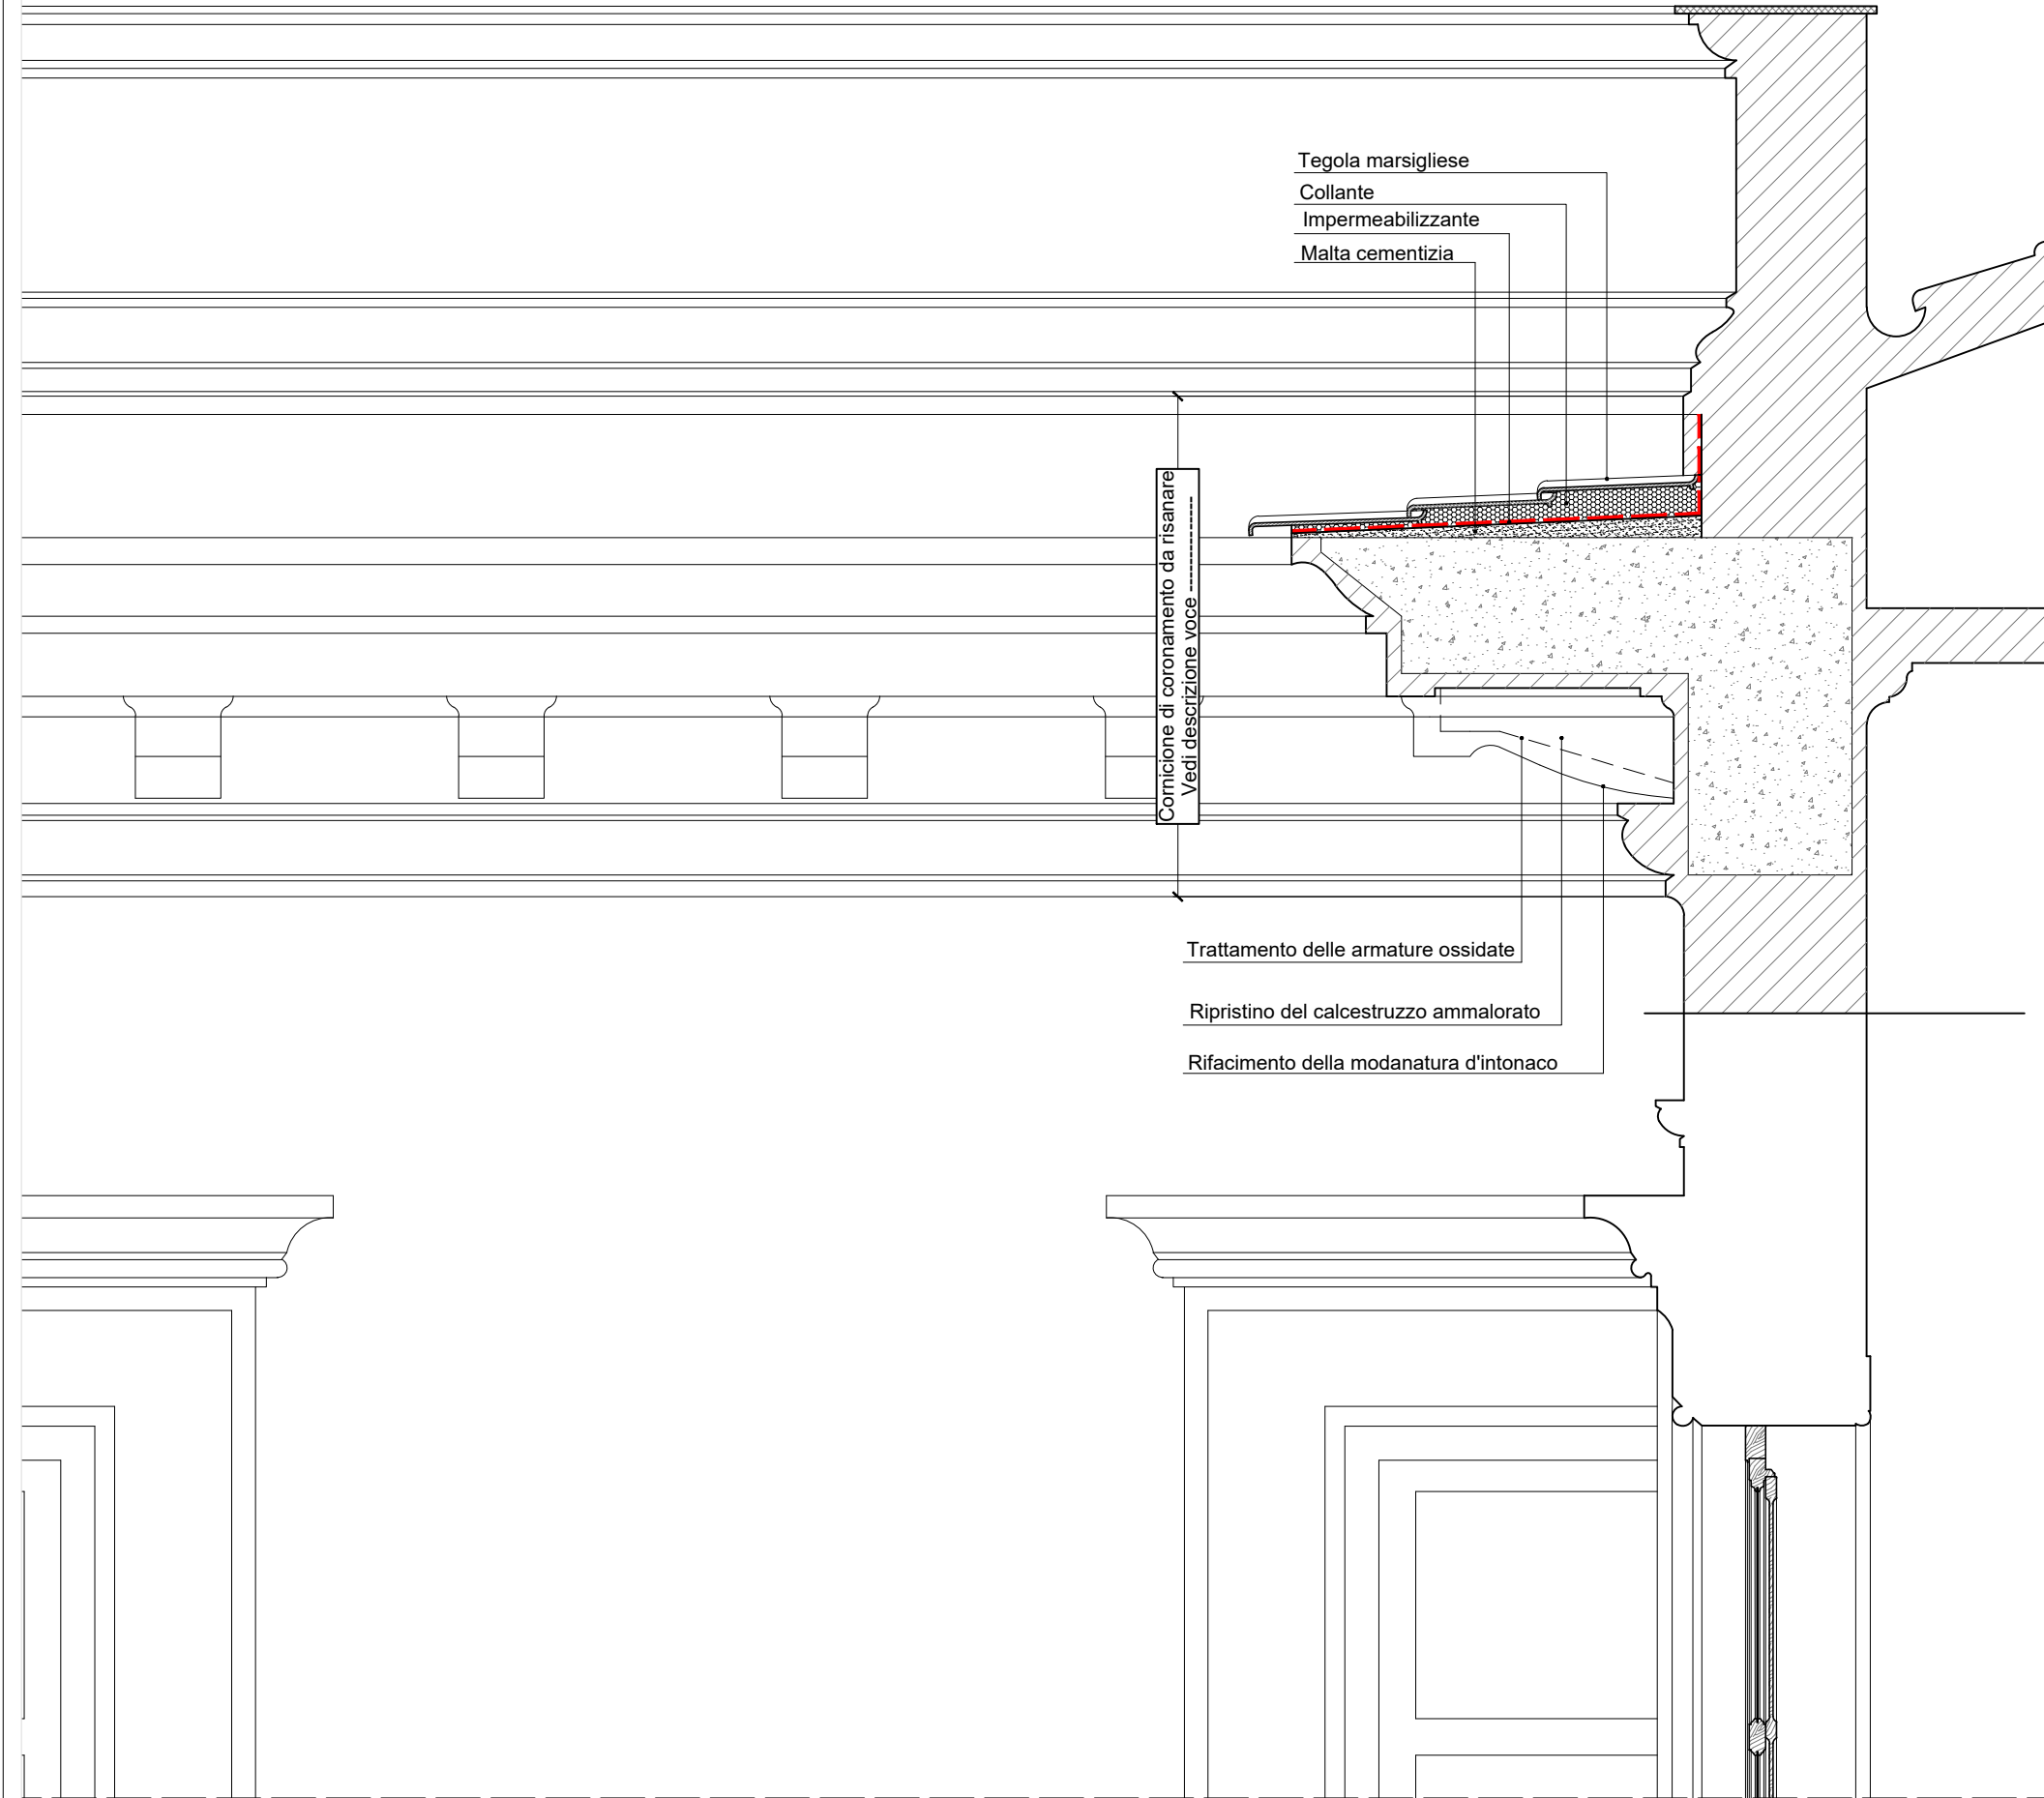 Tegola marsigliese
Collante
Impermeabilizzante
Malta cementizia
Cornicione di coronamento da risanare
Vedi descrizione voce -------------
Trattamento delle armature ossidate
Ripristino del calcestruzzo ammalorato
Rifacimento della modanatura d'intonaco